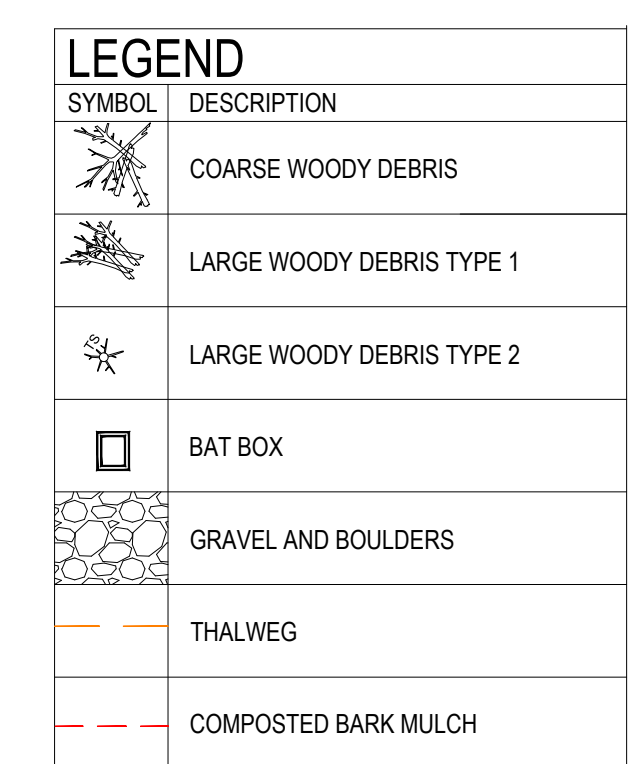 LEGEND
SYMBOL DESCRIPTION
COARSE WOODY DEBRIS
LARGE WOODY DEBRIS TYPE 1
TS
LARGE WOODY DEBRIS TYPE 2
BAT BOX
GRAVEL AND BOULDERS
THALWEG
COMPOSTED BARK MULCH